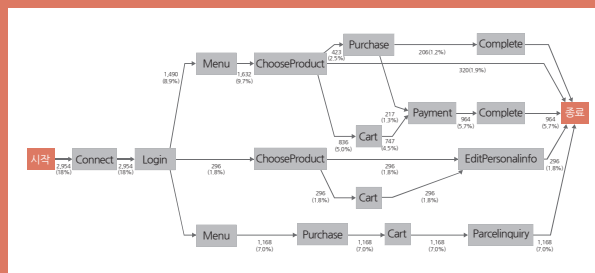 Purchase
Complete
423
(2.5%)
206(1.2%)
Menu
ChooseProduct
1,490
(8.9%)
1,632
(9.7%)
320(1.9%)
217
(1.3%)
Payment
Complete
종료
964
(5.7%)
964
(5.7%)
836
(5.0%)
Cart
747
(4.5%)
시작
Connect
Login
ChooseProduct
EditPersonalinfo
2,954
(18%)
2,954
(18%)
296
(1.8%)
296
(1.8%)
296
(1.8%)
296
(1.8%)
Cart
296
(1.8%)
Menu
Purchase
Cart
Parcelinquiry
1,168
(7.0%)
1,168
(7.0%)
1,168
(7.0%)
1,168
(7.0%)